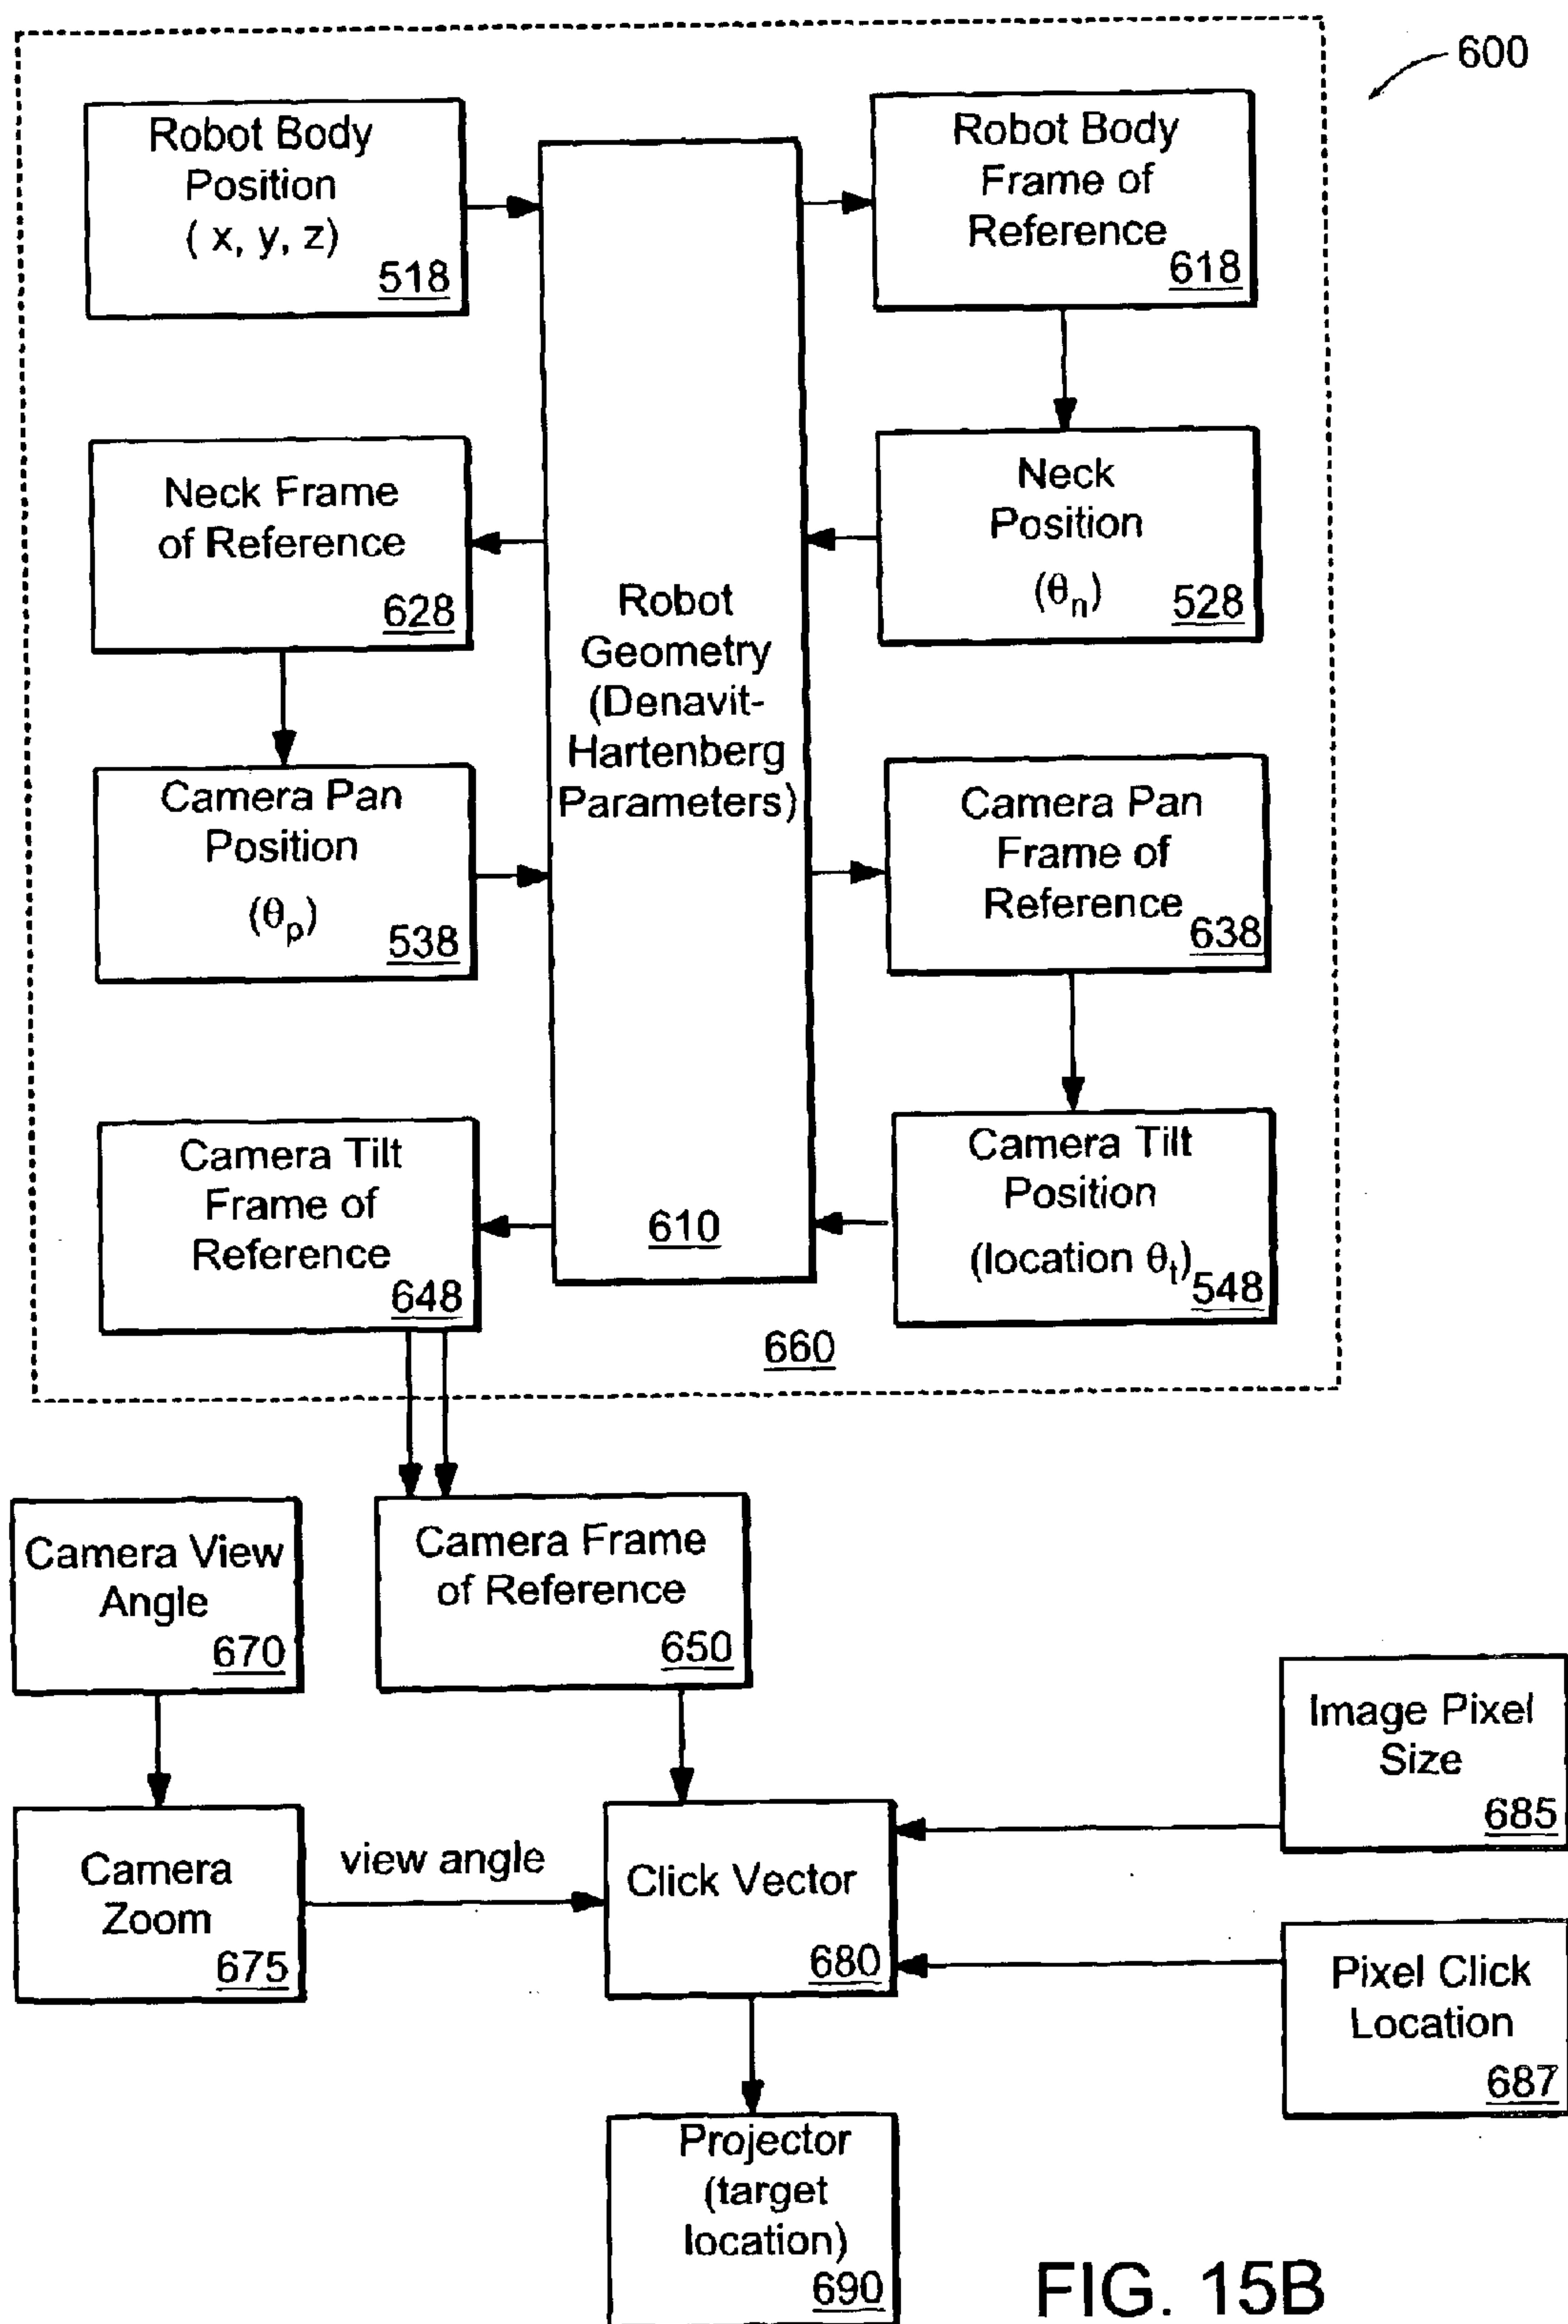 600
Robot Body
Position
( x, y, z)
518
Robot Body
Frame of
Reference
618
Neck Frame
of Reference
628
Neck
Position
(θn)
528
Robot
Geometry
(Denavit-
Hartenberg
Parameters)
610
Camera Pan
Position
(θp)
538
Camera Pan
Frame of
Reference
638
Camera Tilt
Frame of
Reference
648
Camera Tilt
Position
(location θt)
548
660
Camera View
Angle
670
Camera Frame
of Reference
650
Image Pixel
Size
685
Camera
Zoom
675
view angle
Click Vector
680
Pixel Click
Location
687
Projector
(target
location)
690
FIG. 15B